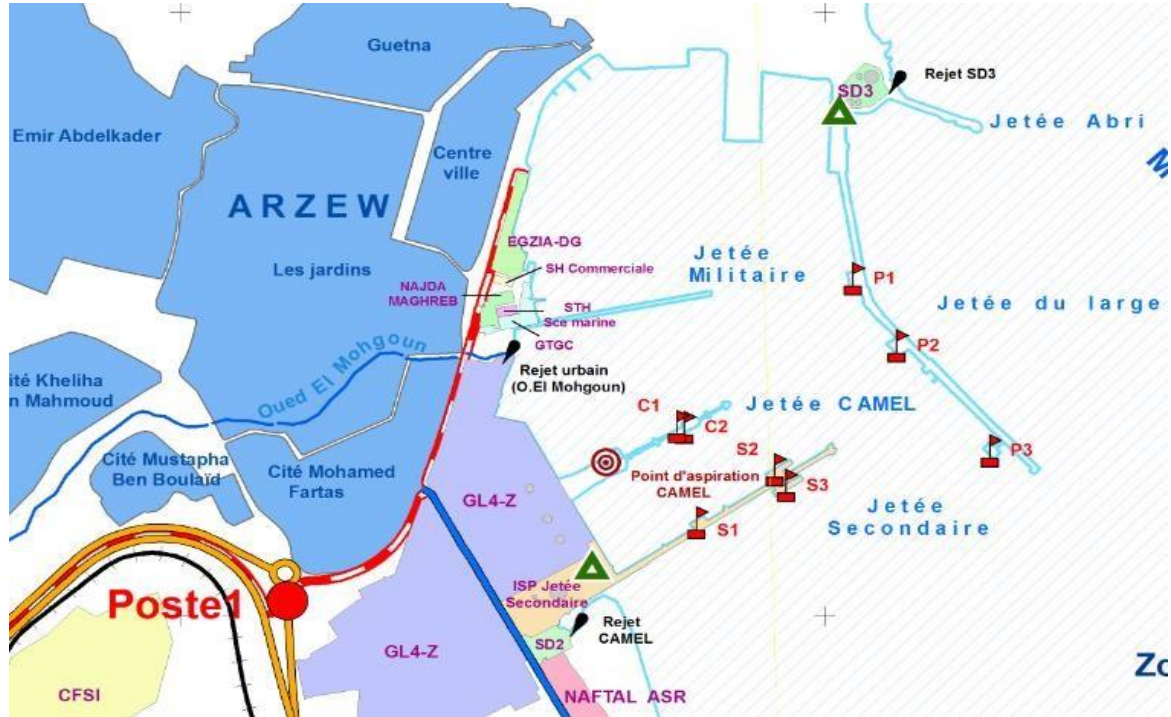 Guetna
Rejet SD3
SD3
Jetée Abri
Emir Abdelkader
Centre
ville
ARZEW
EGZIA-DG
SH Commerciale
Jetée
Militaire
Les jardins
NAJDA
MAGHREB
STH
Sce marine
GTGC
P1
Jetée du large
P2
Oued El Mohgoun
Rejet urbain
(O.El Mohgoun)
Kheliha
Mahmoud
C1
C2
Jetée CAMEL
P3
Cité Mustapha
Ben Boulaïd
Cité Mohamed
Fartas
S2
S3
Point d'aspiration
CAMEL
GL4-Z
S1
Jetée
Secondaire
ISP Jetée
Secondaire
Poste1
Rejet
CAMEL
SD2
GL4-Z
CFSI
NAFTAL ASR